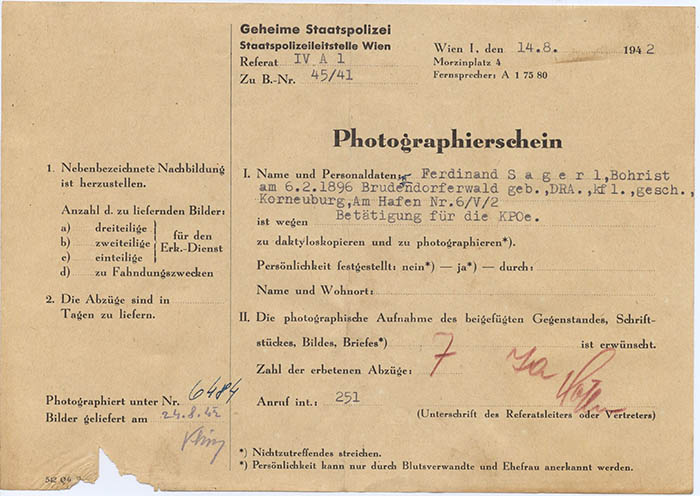 Geheime Staatspolizei
Staatspolizeileitstelle Wien
Referat IV A 1
Zu B.-Nr. 45/41
Wien I, den 14.8. 1942
Morzinplatz 4
Fernsprecher: A 1 75 80
Photographierschein
1. Nebenbezeichnete Nachbildung
ist herzustellen.
Anzahl d. zu liefernden Bilder:
a) dreiteilige
b) zweiteilige
c) einteilige
für den
Erk.-Dienst
d) zu Fahndungszwecken
2. Die Abzüge sind in
Tagen zu liefern.
Photographiert unter Nr. 6484
Bilder geliefert am 24.8.42
I. Name und Personaldaten: Ferdinand S a g e r l,Bohrist
am 6.2.1896 Brudendorferwald geb.,DRA.,kfl.,gesch.,
Korneuburg,Am Hafen Nr.6/V/2
ist wegen Betätigung für die KPOe.
zu daktyloskopieren und zu photographieren*).
Persönlichkeit festgestellt: nein*) — ja*) — durch:
Name und Wohnort:
II. Die photographische Aufnahme des beigefügten Gegenstandes, Schrift-
stückes, Bildes, Briefes*) ist erwünscht.
Zahl der erbetenen Abzüge: 7
Anruf int.: 251
(Unterschrift des Referatsleiters oder Vertreters)
*) Nichtzutreffendes streichen.
*) Persönlichkeit kann nur durch Blutsverwandte und Ehefrau anerkannt werden.